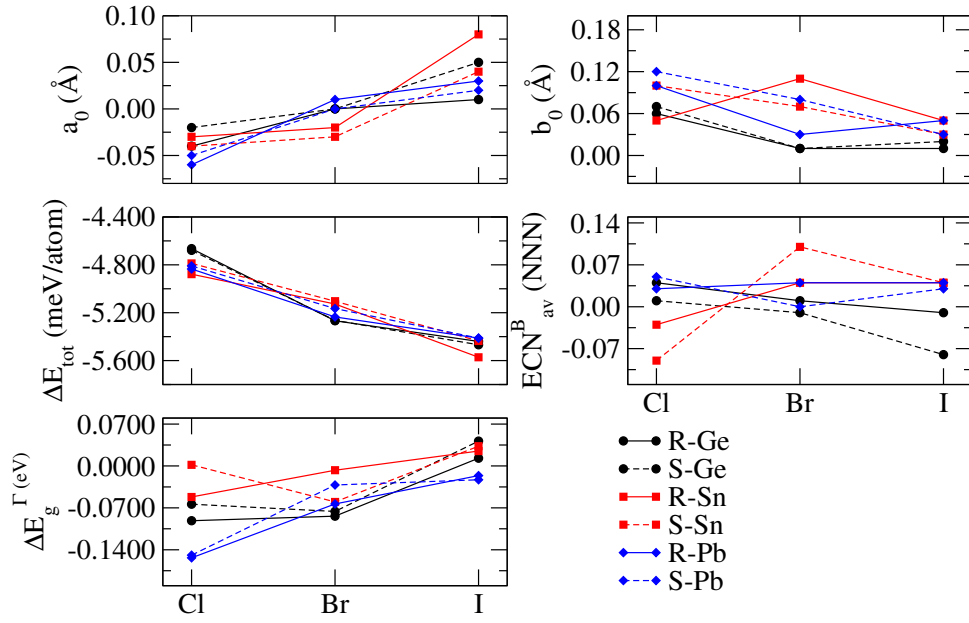 0.10
0.05
0.00
-0.05
a0 (Å)
0.18
0.12
0.06
0.00
b0 (Å)
-4.400
-4.800
-5.200
-5.600
ΔEtot (meV/atom)
0.14
0.07
0.00
-0.07
ECNBav (NNN)
Cl Br I
0.0700
0.0000
-0.0700
-0.1400
ΔEgΓ (eV)
Cl Br I
R-Ge
S-Ge
R-Sn
S-Sn
R-Pb
S-Pb